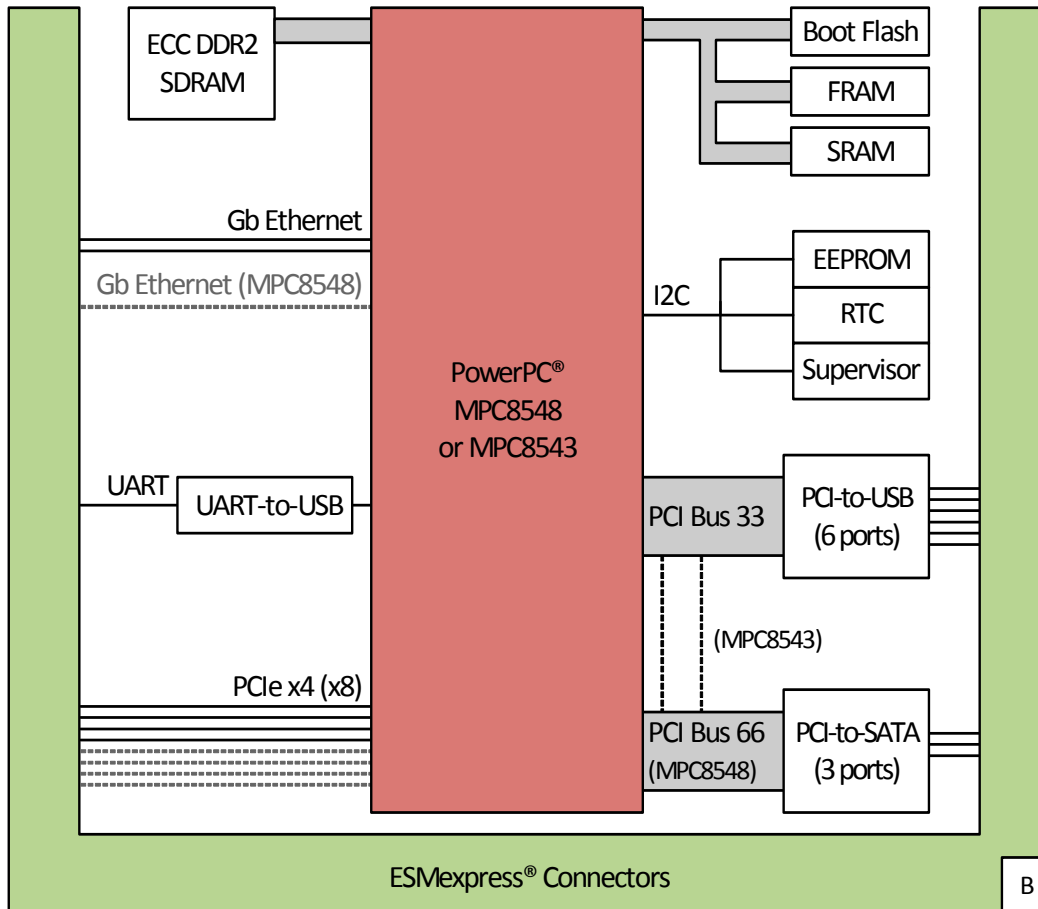 ECC DDR2
SDRAM
Boot Flash
FRAM
SRAM
Gb Ethernet
Gb Ethernet (MPC8548)
I2C
EEPROM
RTC
Supervisor
PowerPC®
MPC8548
or MPC8543
UART
UART-to-USB
PCI Bus 33
PCI-to-USB
(6 ports)
(MPC8543)
PCIe x4 (x8)
PCI Bus 66
(MPC8548)
PCI-to-SATA
(3 ports)
ESMexpress® Connectors
B